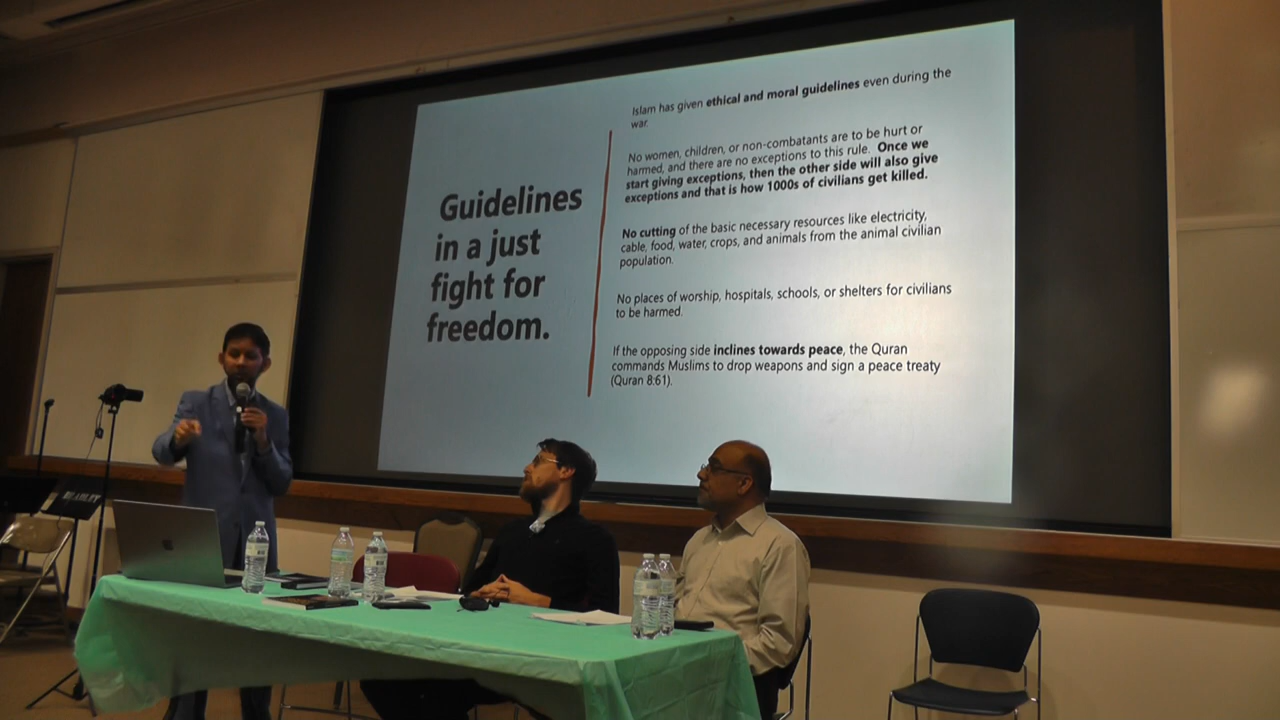 Guidelines
in a just
fight for
freedom.
Islam has given ethical and moral guidelines even during the
war.
No women, children, or non-combatants are to be hurt or
harmed, and there are no exceptions to this rule. Once we
start giving exceptions, then the other side will also give
exceptions and that is how 1000s of civilians get killed.
No cutting of the basic necessary resources like electricity,
cable, food, water, crops, and animals from the animal civilian
population.
No places of worship, hospitals, schools, or shelters for civilians
to be harmed.
If the opposing side inclines towards peace, the Quran
commands Muslims to drop weapons and sign a peace treaty
(Quran 8:61).